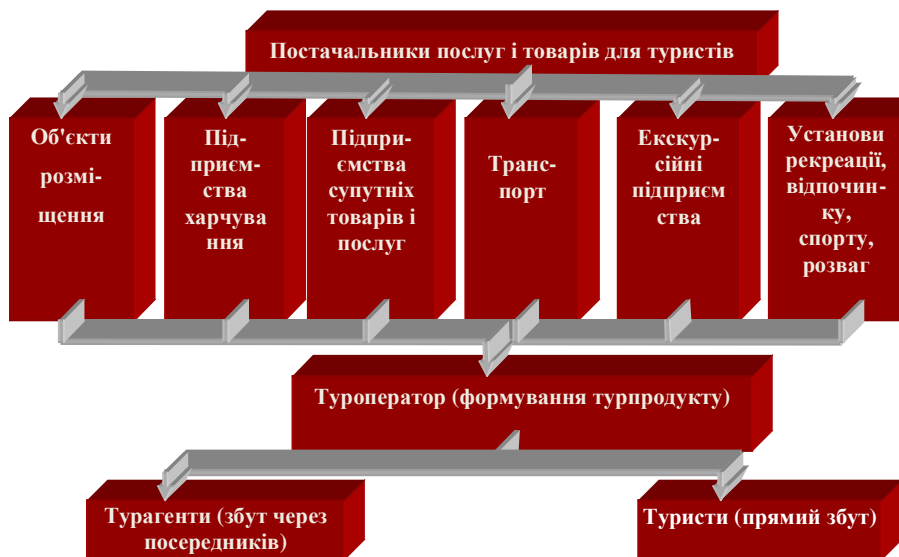 Постачальники послуг і товарів для туристів
Об'єкти
розмі-
щення
Під-
приєм-
ства
харчува
ння
Підпри-
ємства
супутніх
товарів і
послуг
Транс-
порт
Екскур-
сійні
підприєм
ства
Установи
рекреації,
відпочин-
ку,
спорту,
розваг
Туроператор (формування турпродукту)
Турагенти (збут через
посередників)
Туристи (прямий збут)